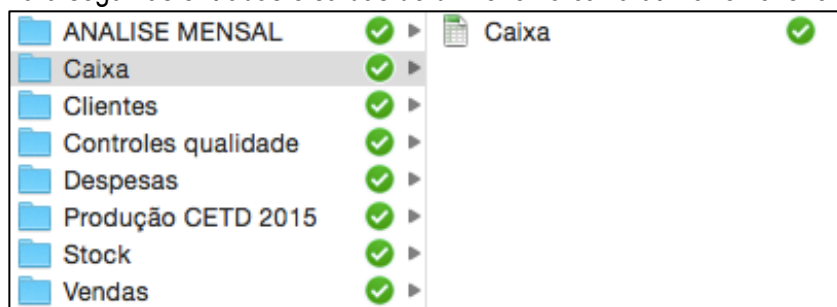 ANALISE MENSAL
Caixa
Clientes
Controles qualidade
Despesas
Produção CETD 2015
Stock
Vendas
Caixa